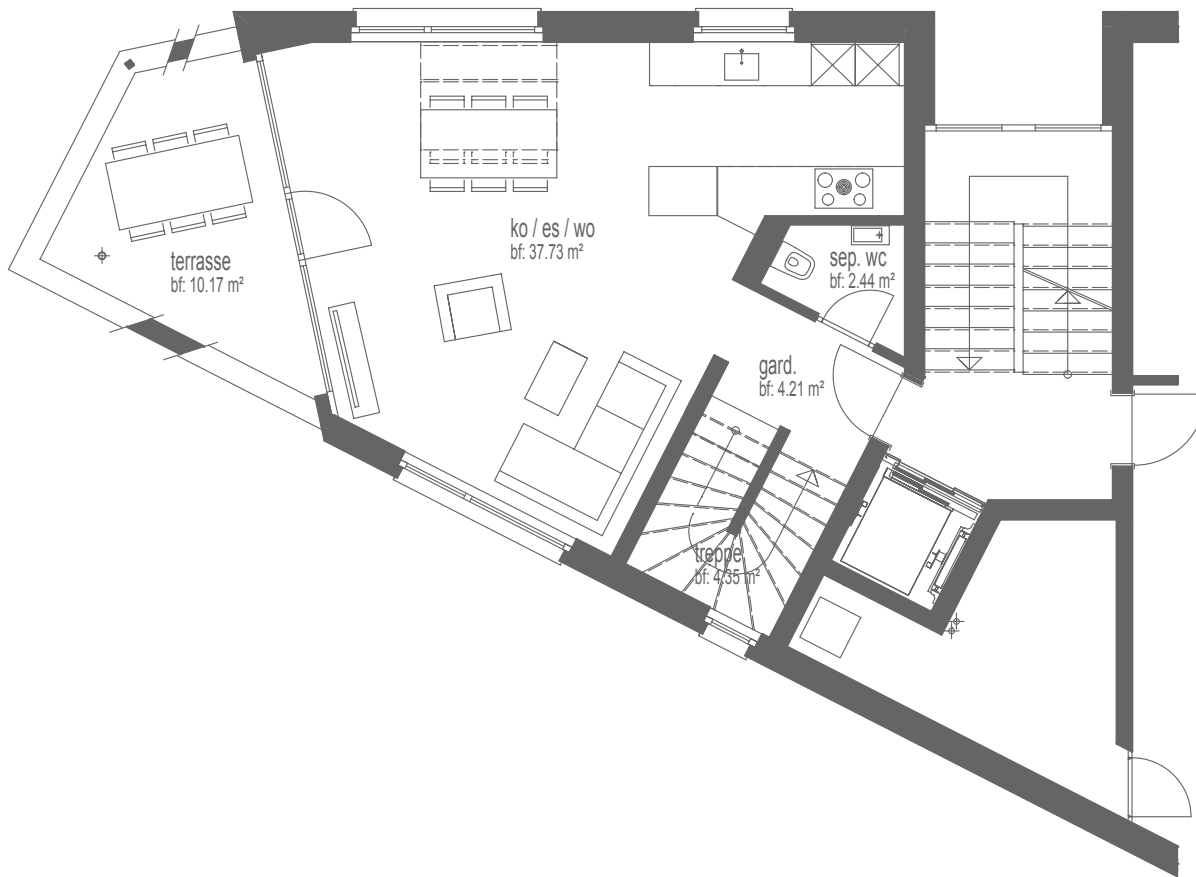 ko / es / wo
bf: 37.73 m²
terrasse
bf: 10.17 m²
sep. wc
bf: 2.44 m²
gard.
bf: 4.21 m²
treppe
bf: 4.35 m²